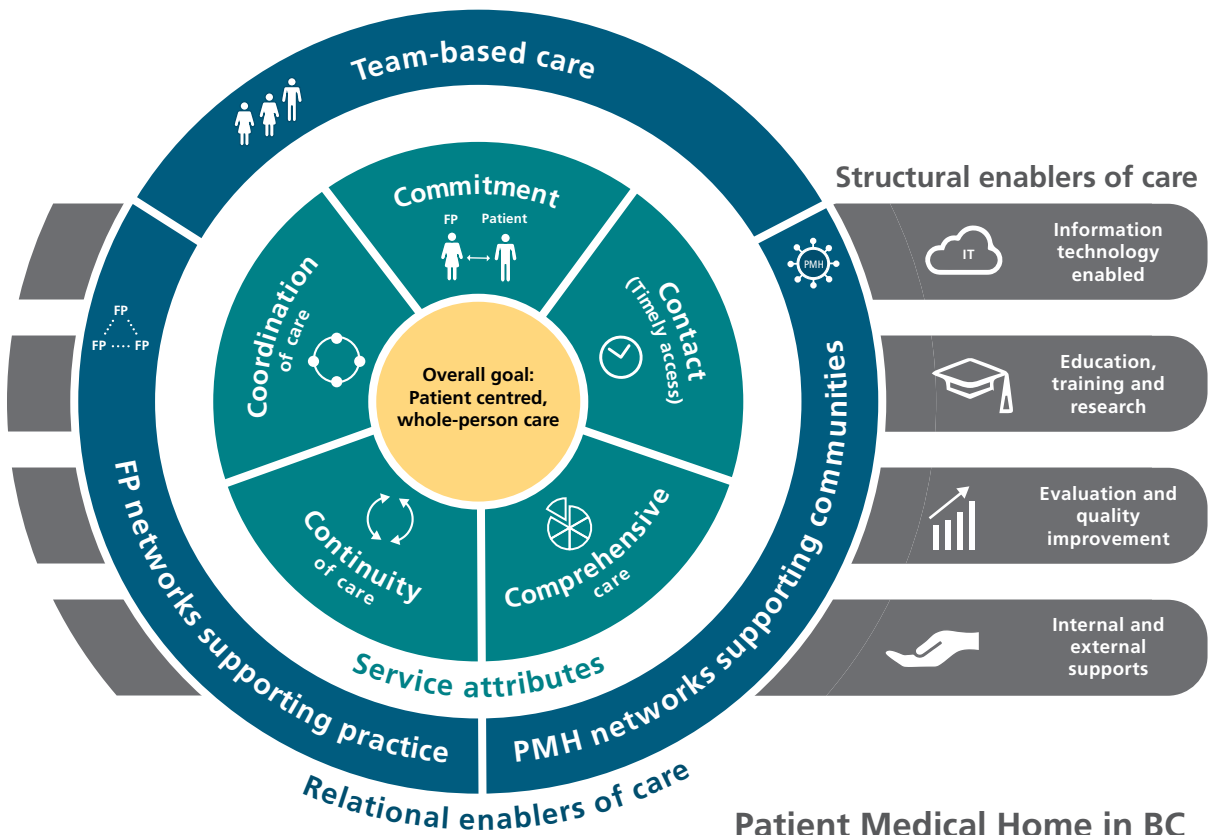 Team-based care
Commitment
FP
Patient
Contact
(Timely access)
Comprehensive
care
Continuity
of care
Coordination
of care
Overall goal:
Patient centred,
whole-person care
Service attributes
FP
FP
FP
FP networks supporting practice
PMH
PMH networks supporting communities
Relational enablers of care
Structural enablers of care
IT
Information
technology
enabled
Education,
training and
research
Evaluation and
quality
improvement
Internal and
external
supports
Patient Medical Home in BC